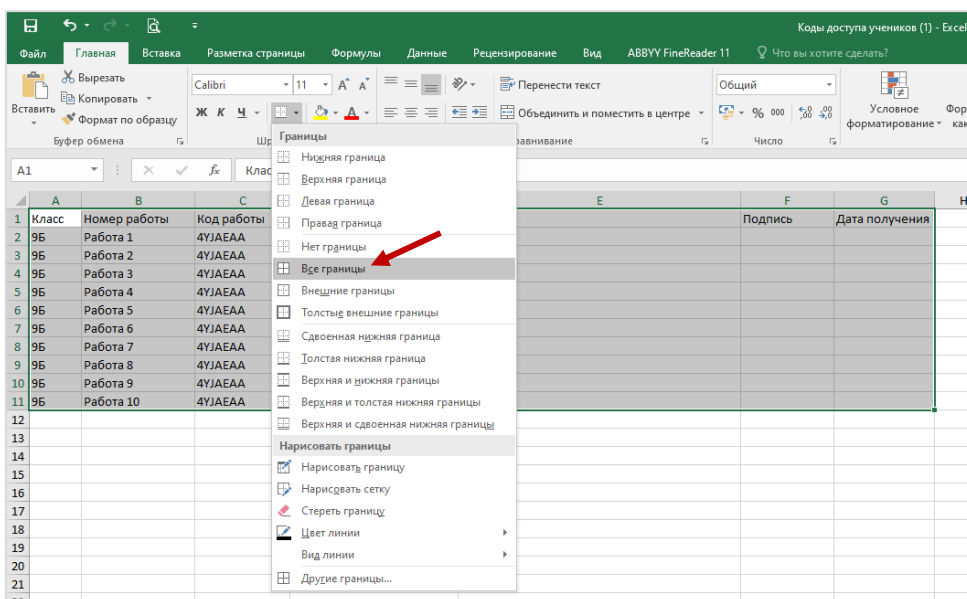 Коды доступа учеников (1) - Excel
Файл Главная Вставка Разметка страницы Формулы Данные Рецензирование Вид ABBYY FineReader 11 Что вы хотите сделать?
Вставить
Вырезать
Копировать
Формат по образцу
Буфер обмена
Calibri 11
Ж К Ч
Шр
Перенести текст
Объединить и поместить в центре
равнивание
Общий
% 000
Число
Условное форматирование
Фор
как
A1 fx Клас
A B C E F G H
1 Класс Номер работы Код работы Подпись Дата получения
2 9Б Работа 1 4YJAEAA
3 9Б Работа 2 4YJAEAA
4 9Б Работа 3 4YJAEAA
5 9Б Работа 4 4YJAEAA
6 9Б Работа 5 4YJAEAA
7 9Б Работа 6 4YJAEAA
8 9Б Работа 7 4YJAEAA
9 9Б Работа 8 4YJAEAA
10 9Б Работа 9 4YJAEAA
11 9Б Работа 10 4YJAEAA
12
13
14
15
16
17
18
19
20
21
Границы
Нижняя граница
Верхняя граница
Левая граница
Правая граница
Нет границы
Все границы
Внешние границы
Толстые внешние границы
Сдвоенная нижняя граница
Толстая нижняя граница
Верхняя и нижняя границы
Верхняя и толстая нижняя границы
Верхняя и сдвоенная нижняя границы
Нарисовать границы
Нарисовать границу
Нарисовать сетку
Стереть границу
Цвет линии
Вид линии
Другие границы...